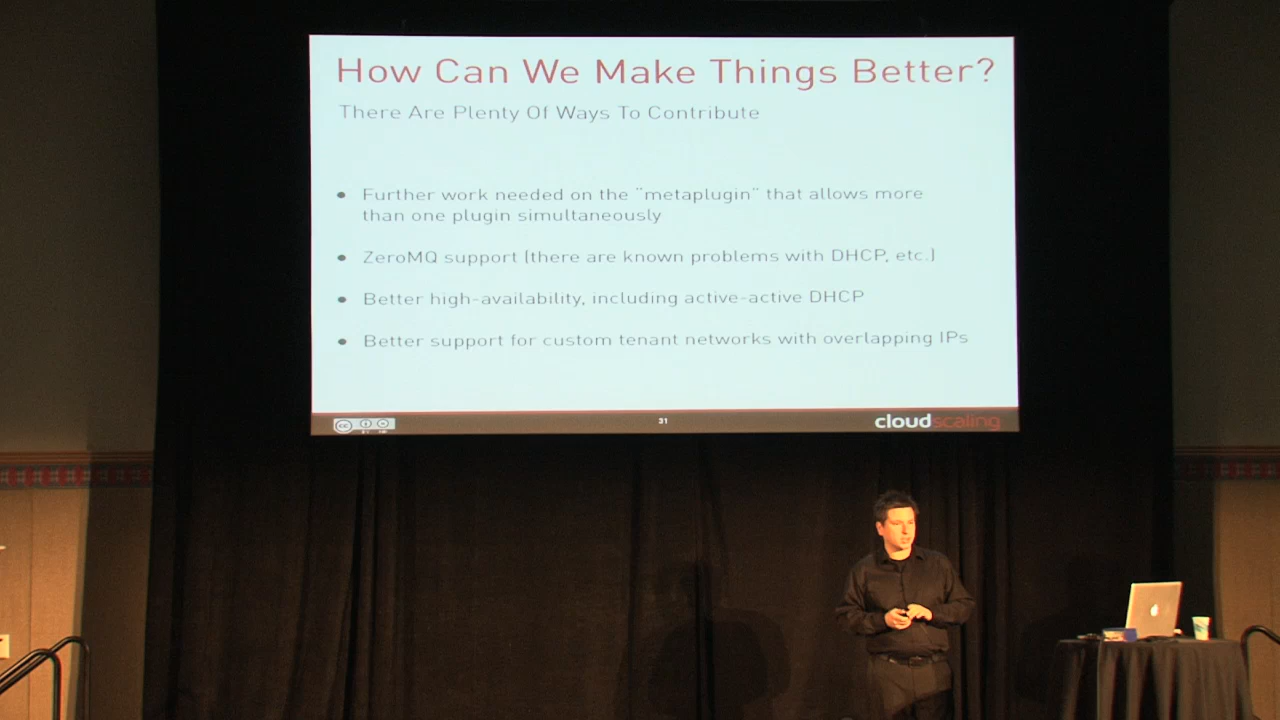 How Can We Make Things Better?
There Are Plenty Of Ways To Contribute
• Further work needed on the "metaplugin" that allows more
than one plugin simultaneously
• ZeroMQ support (there are known problems with DHCP, etc.)
• Better high-availability, including active-active DHCP
• Better support for custom tenant networks with overlapping IPs
cc
31
cloudscaling